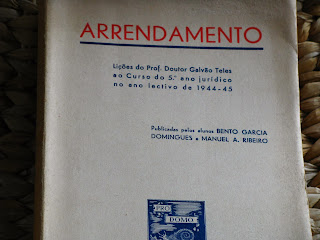 ARRENDAMENTO
Lições do Prof. Doutor Galvão Teles
ao Curso do 5.º ano jurídico
no ano lectivo de 1944-45
Publicadas pelos alunos BENTO GARCIA
DOMINGUES e MANUEL A. RIBEIRO
PRO
DOMO